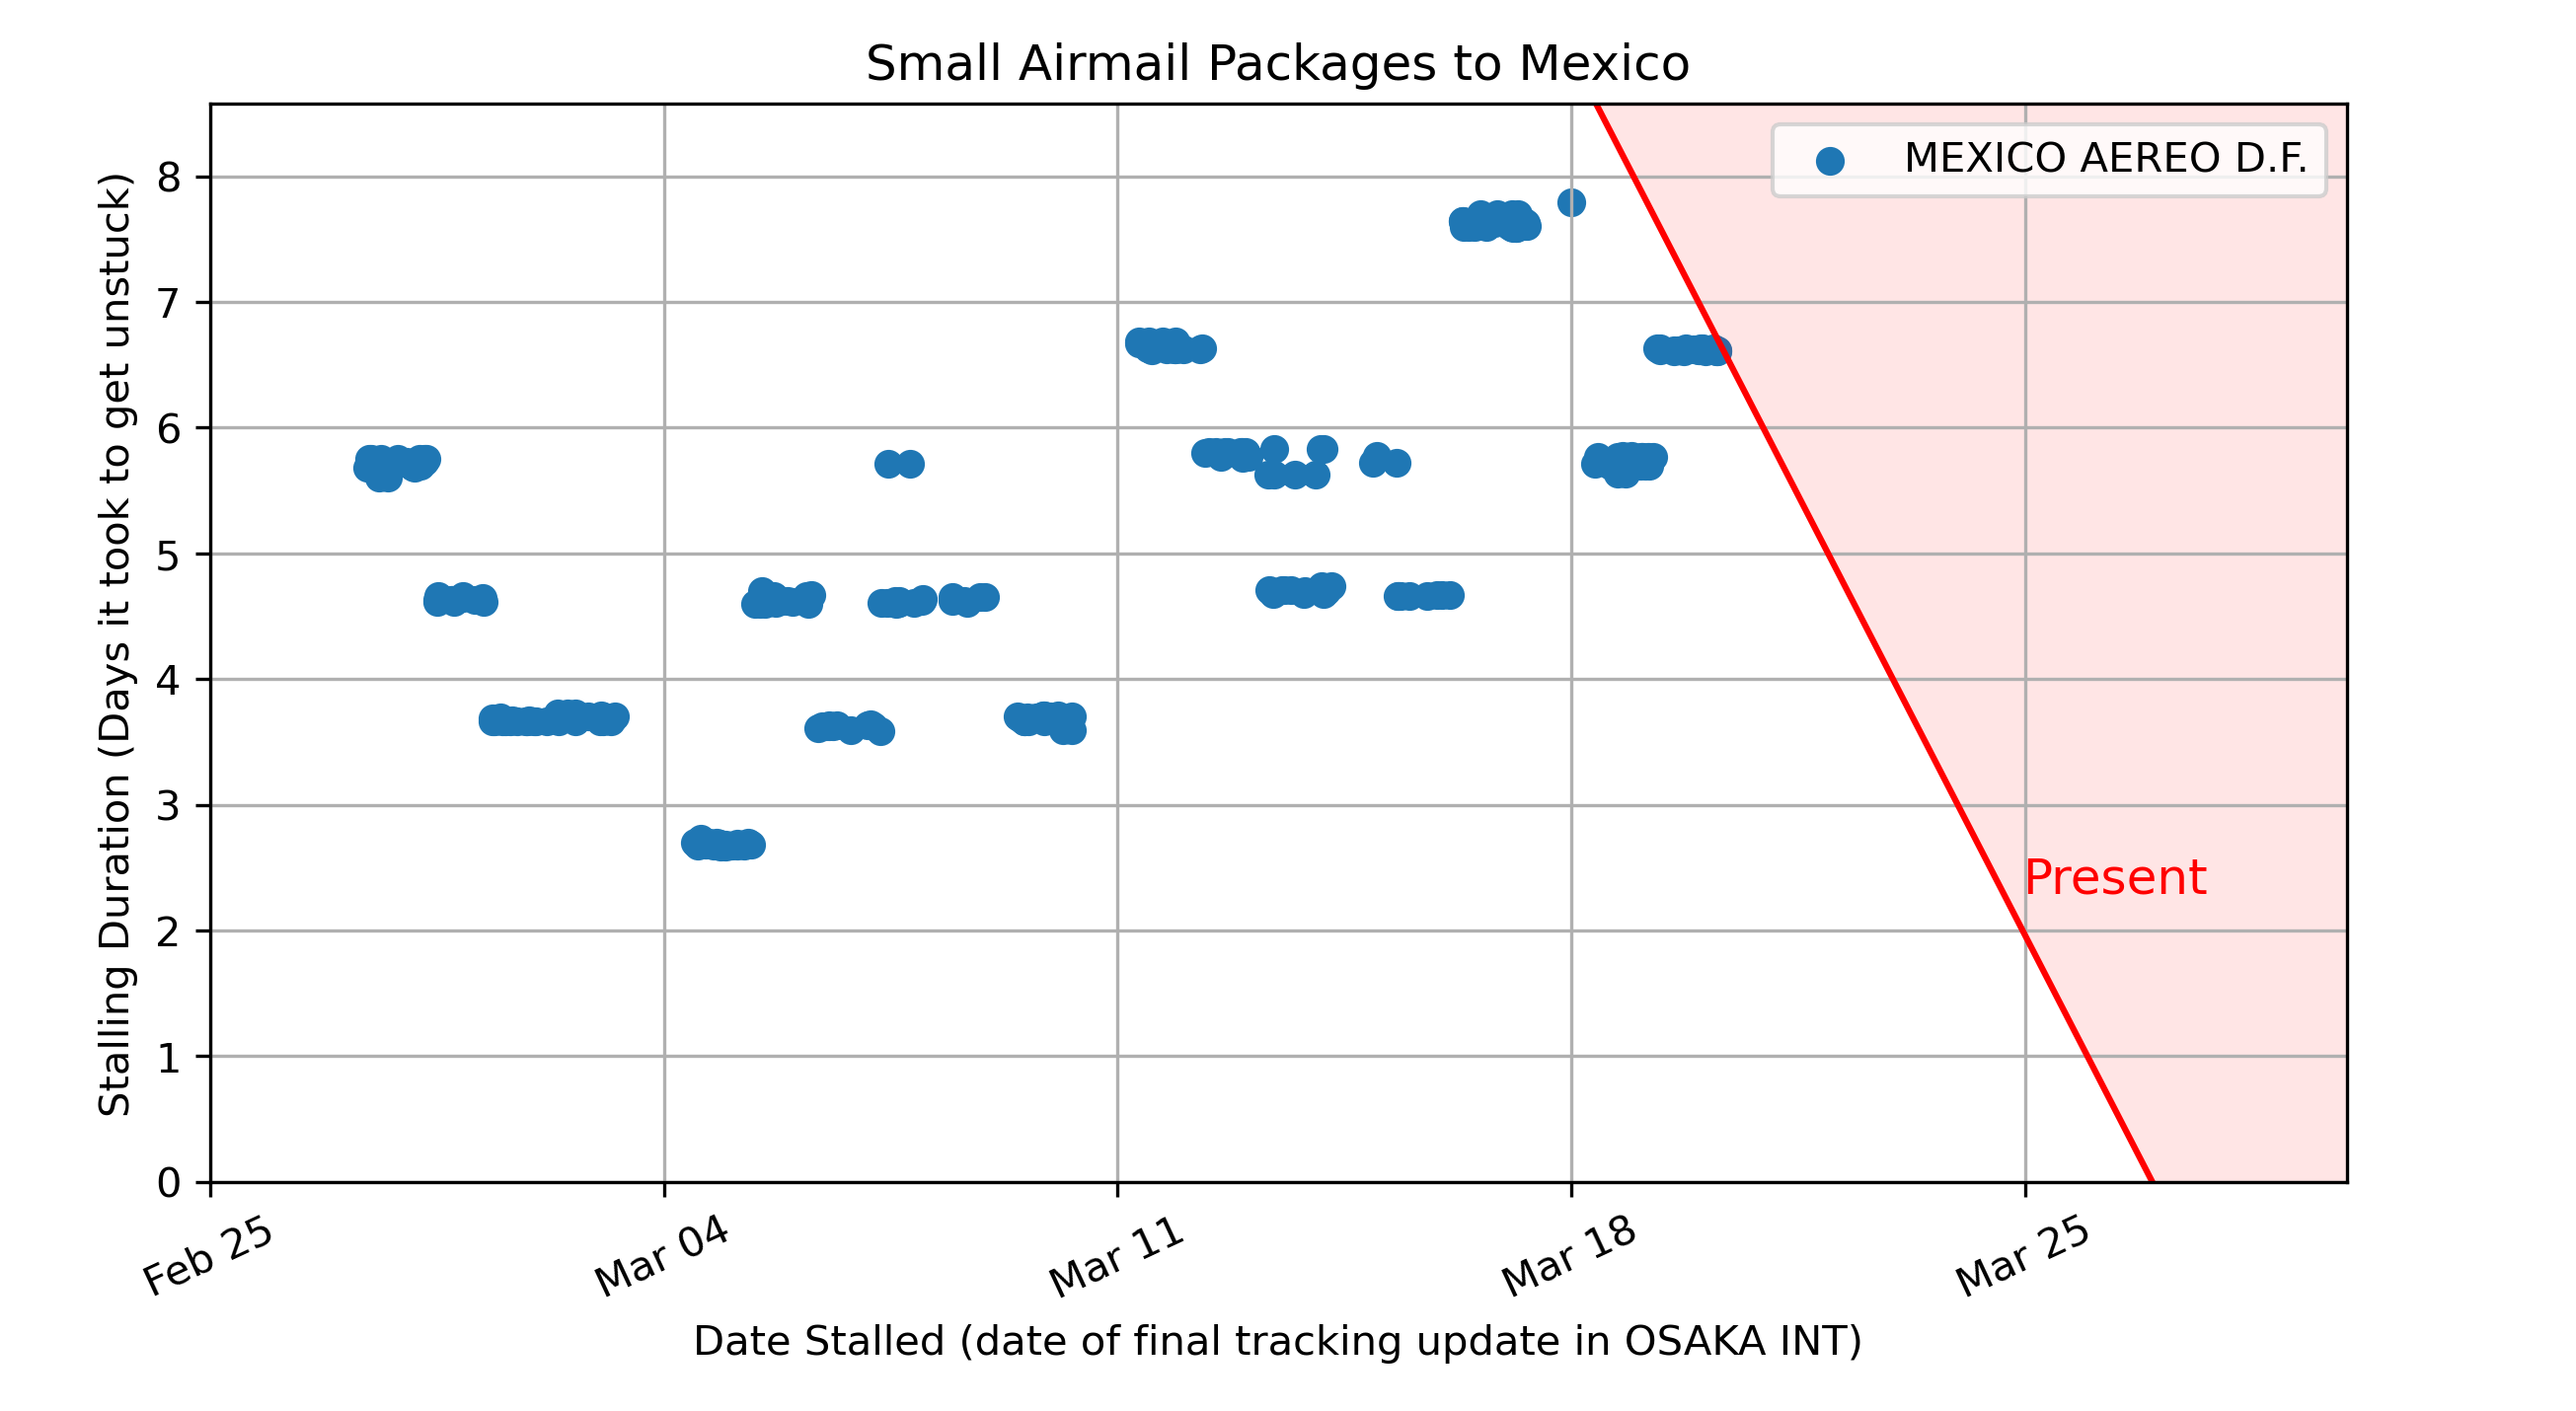 Small Airmail Packages to Mexico
MEXICO AEREO D.F.
Stalling Duration (Days it took to get unstuck)
8
7
6
5
4
3
2
1
0
Present
Feb 25
Mar 04
Mar 11
Mar 18
Mar 25
Date Stalled (date of final tracking update in OSAKA INT)